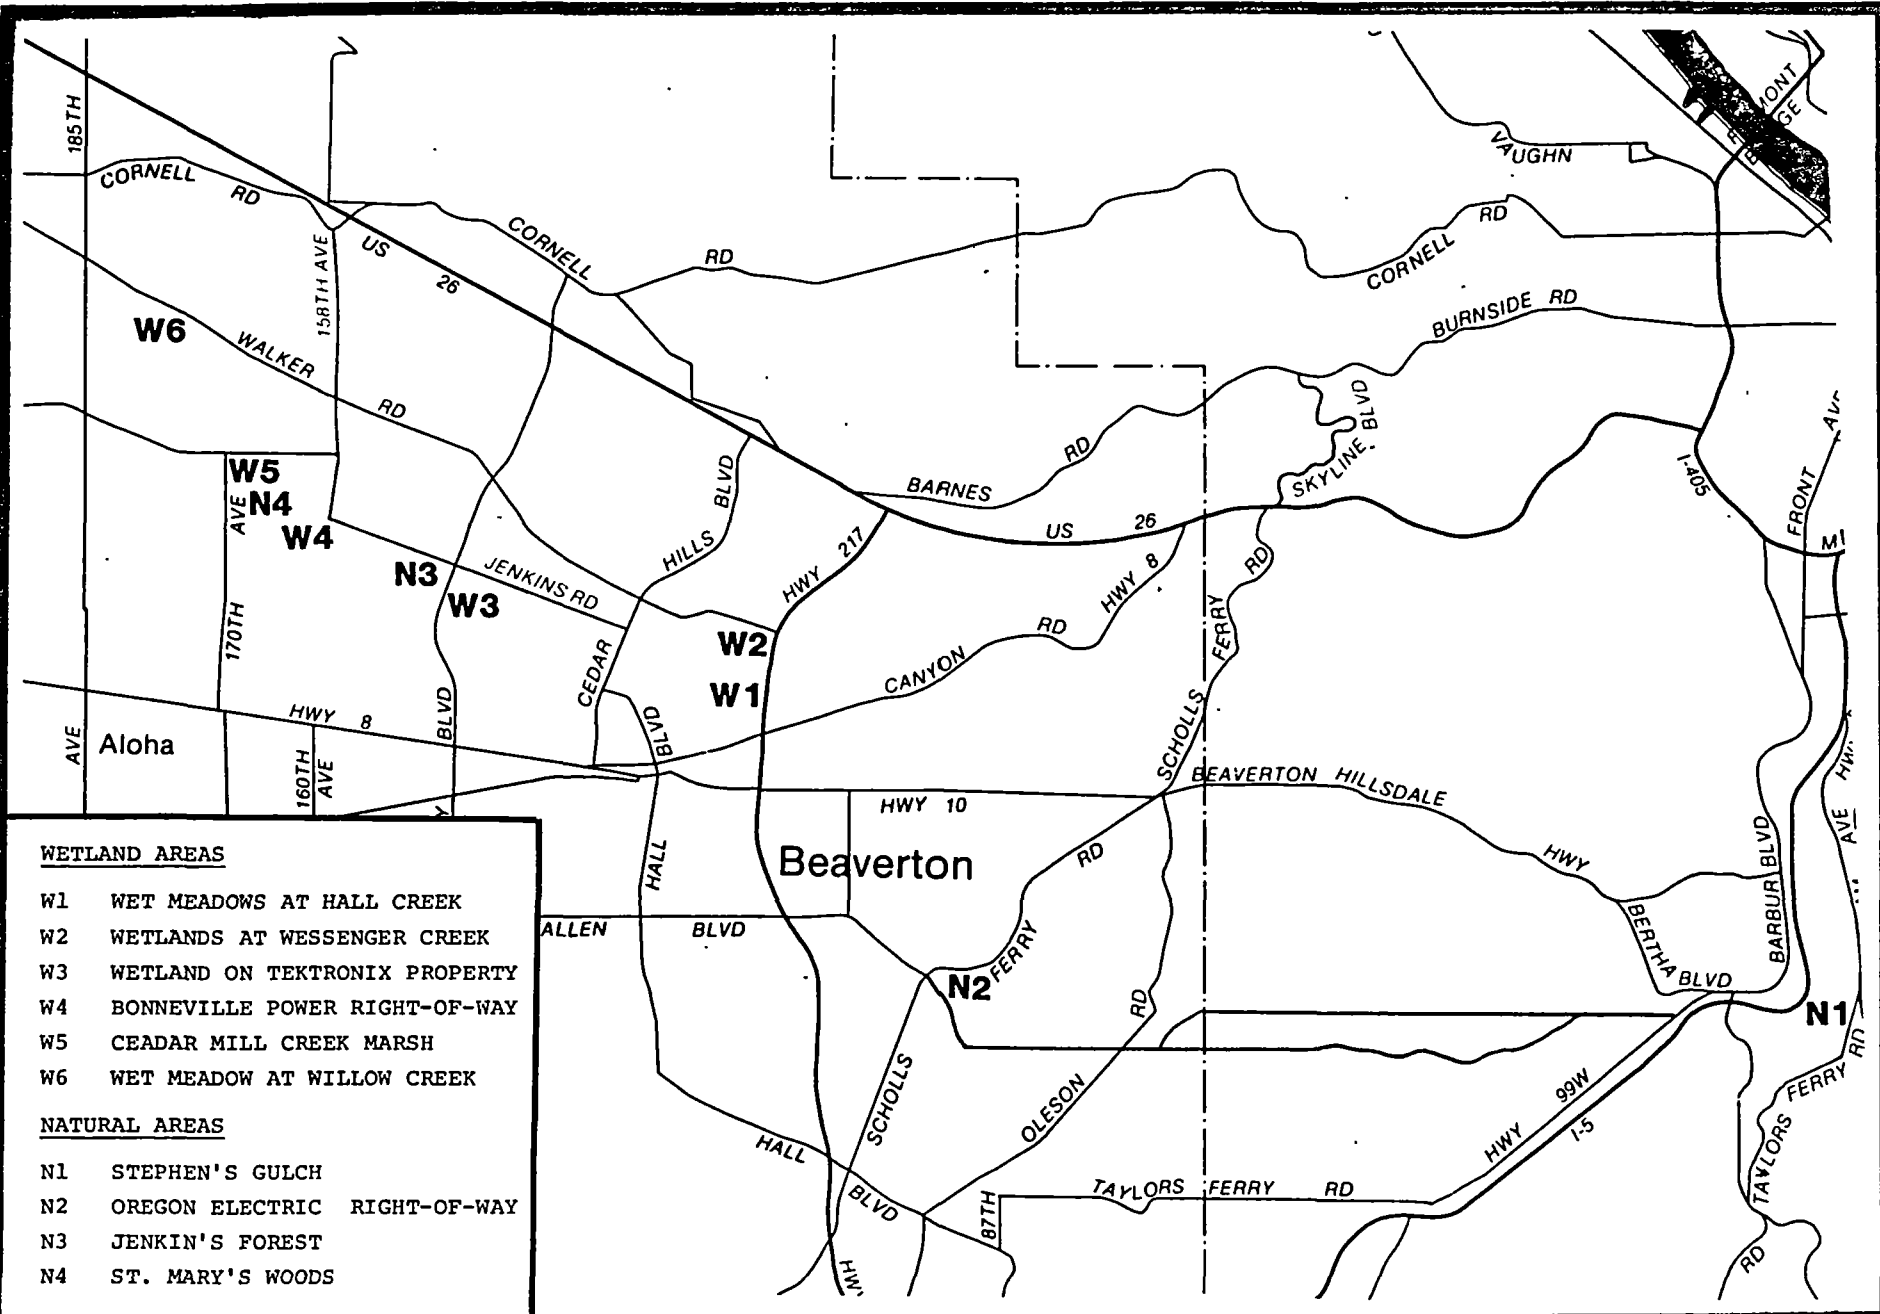 185TH
CORNELL
RD
US
26
158TH AVE
CORNELL
RD
VAUGHN
CORNELL
RD
BURNSIDE RD
W6
WALKER
RD
SKYLINE BLVD
BARNES
RD
I-405
FRONT AVE
W5
N4
W4
AVE
170TH
N3
W3
JENKINS RD
HILLS BLVD
CEDAR
HWY 217
US 26
HWY 8
CANYON RD
W2
W1
SCHOLLS FERRY RD
HWY 8
BLVD
BLVD
AVE
Aloha
160TH
AVE
HWY 10
BEAVERTON HILLSDALE
HWY
Beaverton
HALL
ALLEN BLVD
FERRY
RD
N2
SCHOLLS
OLESON
RD
BERTHA
BLVD
BARBUR BLVD
AVE
N1
HWY 99W
I-5
TAYLORS FERRY
RD
HALL
BLVD
87TH
TAYLORS FERRY RD
RD
WETLAND AREAS
W1 WET MEADOWS AT HALL CREEK
W2 WETLANDS AT WESSENGER CREEK
W3 WETLAND ON TEKTRONIX PROPERTY
W4 BONNEVILLE POWER RIGHT-OF-WAY
W5 CEADAR MILL CREEK MARSH
W6 WET MEADOW AT WILLOW CREEK
NATURAL AREAS
N1 STEPHEN'S GULCH
N2 OREGON ELECTRIC RIGHT-OF-WAY
N3 JENKIN'S FOREST
N4 ST. MARY'S WOODS